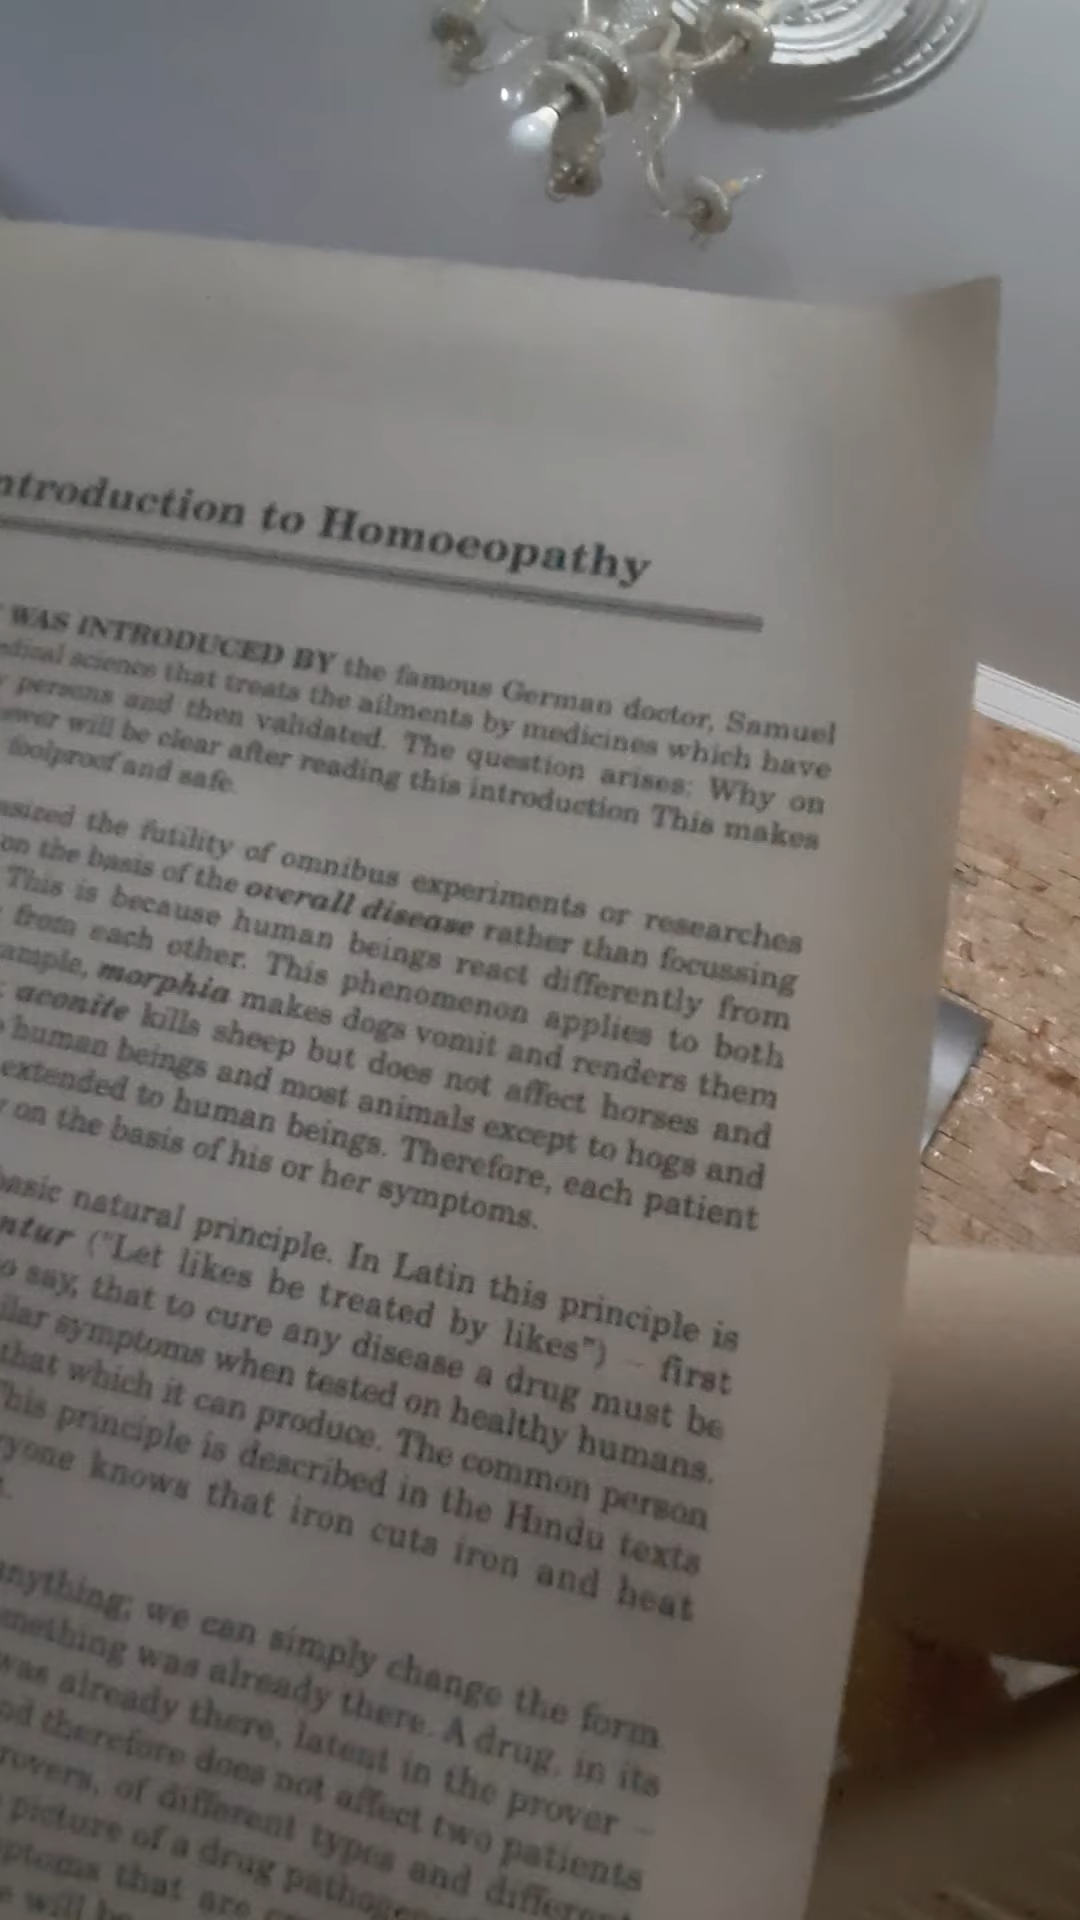 ntroduction to Homoeopathy
WAS INTRODUCED BY the famous German doctor, Samuel
edical science that treats the ailments by medicines which have
persons and then validated. The question arises: Why on
swer will be clear after reading this introduction This makes
foolproof and safe.
asized the futility of omnibus experiments or researches
on the basis of the overall disease rather than focussing
This is because human beings react differently from
from each other. This phenomenon applies to both
ample, morphia makes dogs vomit and renders them
aconite kills sheep but does not affect horses and
human beings and most animals except to hogs and
extended to human beings. Therefore, each patient
on the basis of his or her symptoms.
basic natural principle. In Latin this principle is
ntur ("Let likes be treated by likes") – first
o say, that to cure any disease a drug must be
ilar symptoms when tested on healthy humans.
that which it can produce. The common person
This principle is described in the Hindu texts
ryone knows that iron cuts iron and heat
anything; we can simply change the form
mething was already there. A drug, in its
was already there, latent in the prover –
nd therefore does not affect two patients
rovers, of different types and different
picture of a drug pathogen
ptoms that are
will be